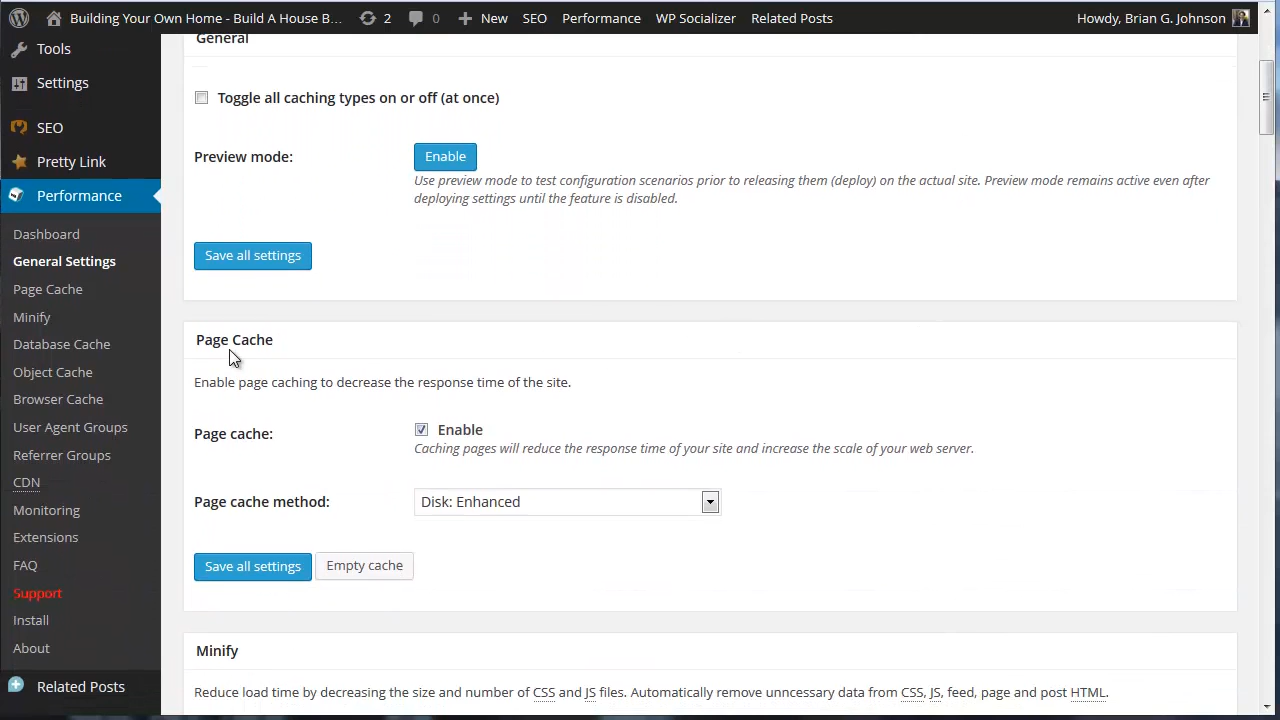 Building Your Own Home - Build A House B... 2 0 New SEO Performance WP Socializer Related Posts Howdy, Brian G. Johnson
Tools
Settings
SEO
Pretty Link
Performance
Dashboard
General Settings
Page Cache
Minify
Database Cache
Object Cache
Browser Cache
User Agent Groups
Referrer Groups
CDN
Monitoring
Extensions
FAQ
Support
Install
About
Related Posts
General
Toggle all caching types on or off (at once)
Preview mode: Enable
Use preview mode to test configuration scenarios prior to releasing them (deploy) on the actual site. Preview mode remains active even after
deploying settings until the feature is disabled.
Save all settings
Page Cache
Enable page caching to decrease the response time of the site.
Page cache: Enable
Caching pages will reduce the response time of your site and increase the scale of your web server.
Page cache method: Disk: Enhanced
Save all settings Empty cache
Minify
Reduce load time by decreasing the size and number of CSS and JS files. Automatically remove unncessary data from CSS, JS, feed, page and post HTML.